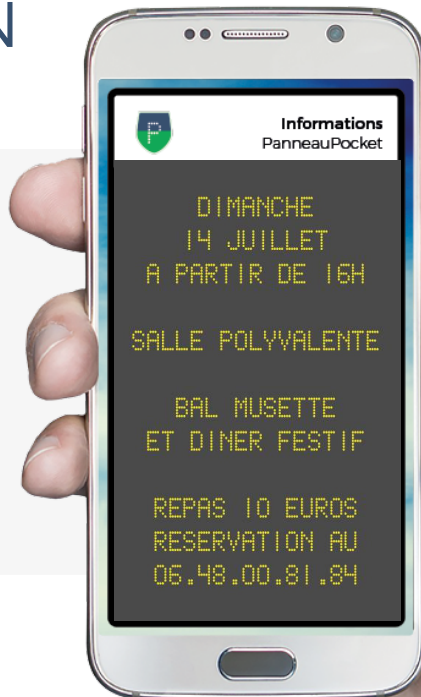 N
P
Informations
PanneauPocket
DIMANCHE
14 JUILLET
A PARTIR DE 16H
SALLE POLYVALENTE
BAL MUSETTE
ET DINER FESTIF
REPAS 10 EUROS
RESERVATION AU
06.48.00.81.84